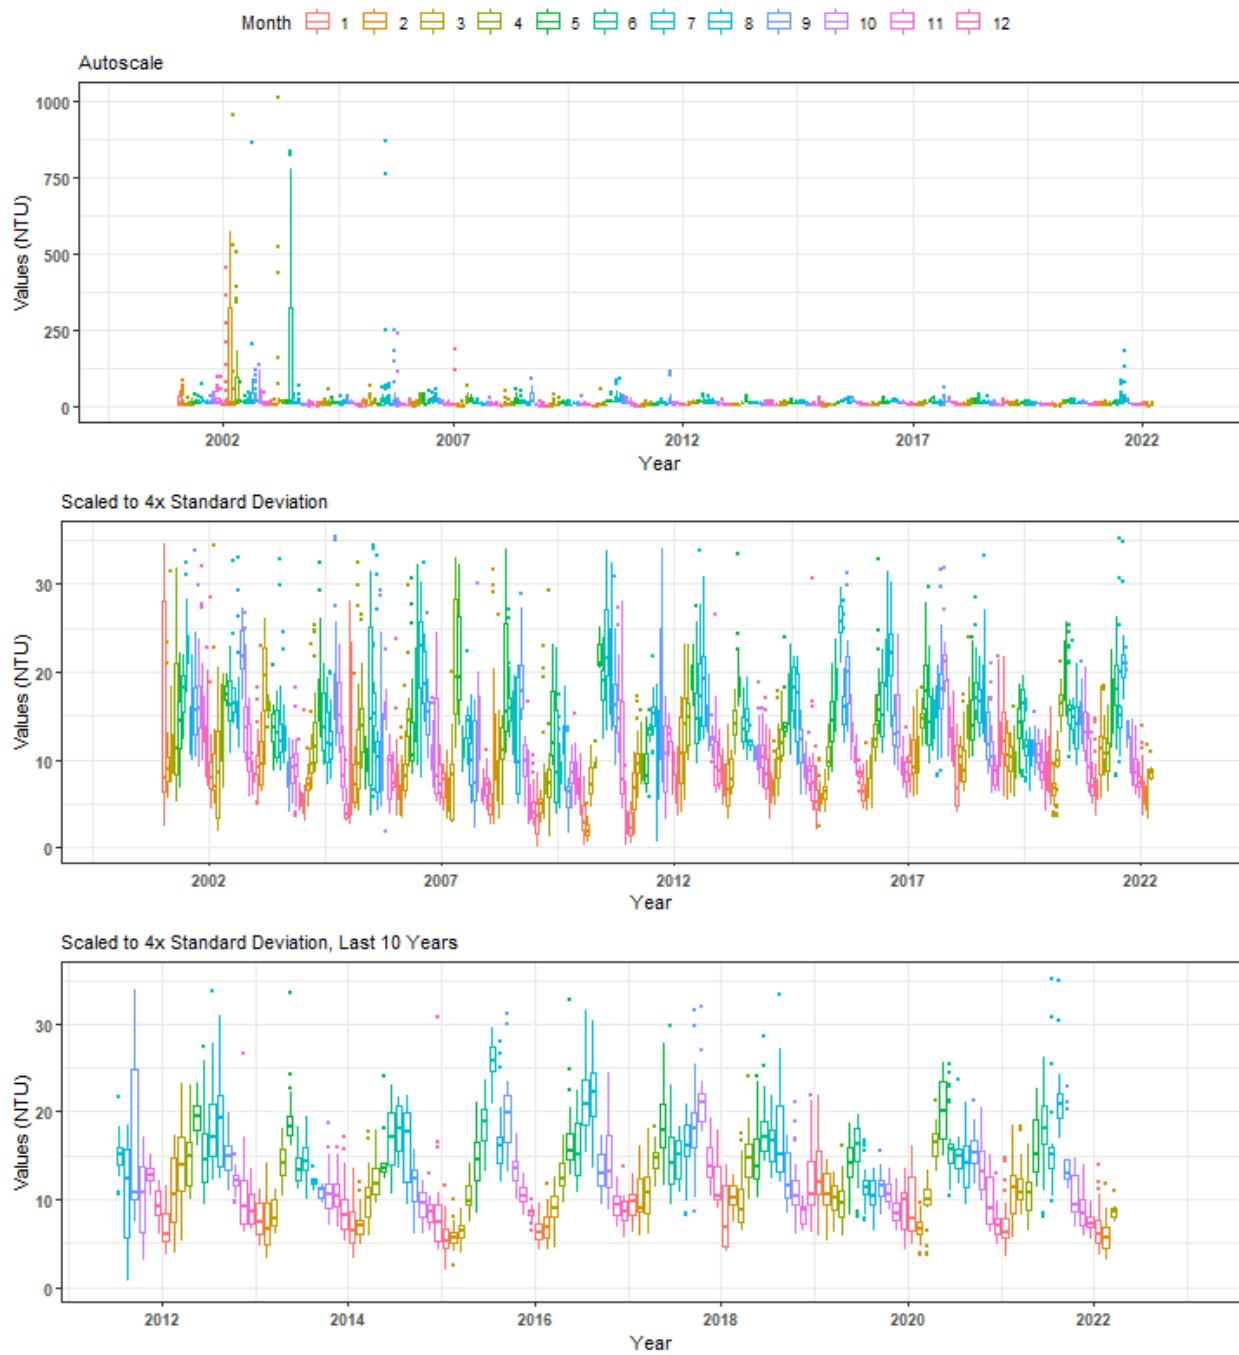 Month 1 2 3 4 5 6 7 8 9 10 11 12
Autoscale
1000
750
500
250
0
Values (NTU)
2002 2007 2012 2017 2022
Year
Scaled to 4x Standard Deviation
30
20
10
0
Values (NTU)
2002 2007 2012 2017 2022
Year
Scaled to 4x Standard Deviation, Last 10 Years
30
20
10
0
Values (NTU)
2012 2014 2016 2018 2020 2022
Year